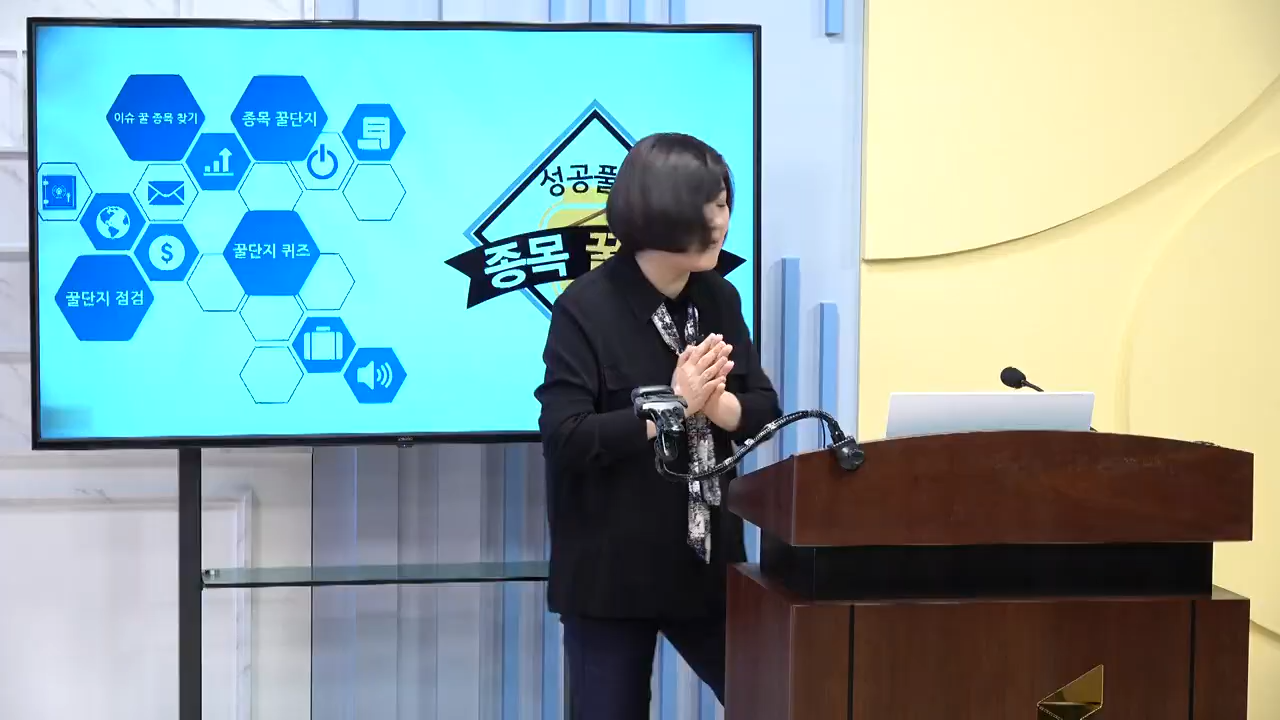 이슈 꿀 종목 찾기
종목 꿀단지
꿀단지 퀴즈
꿀단지 점검
$
성공풀
종목 꿀